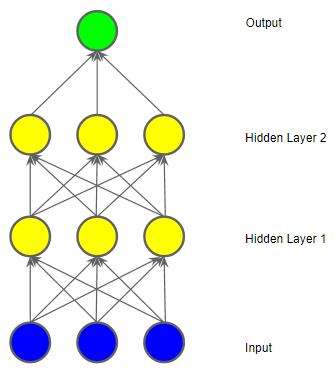 Output
Hidden Layer 2
Hidden Layer 1
Input